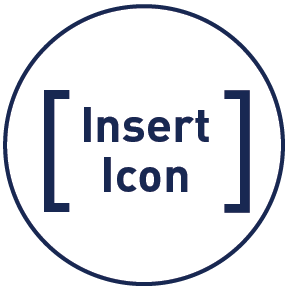 [ Insert
Icon ]